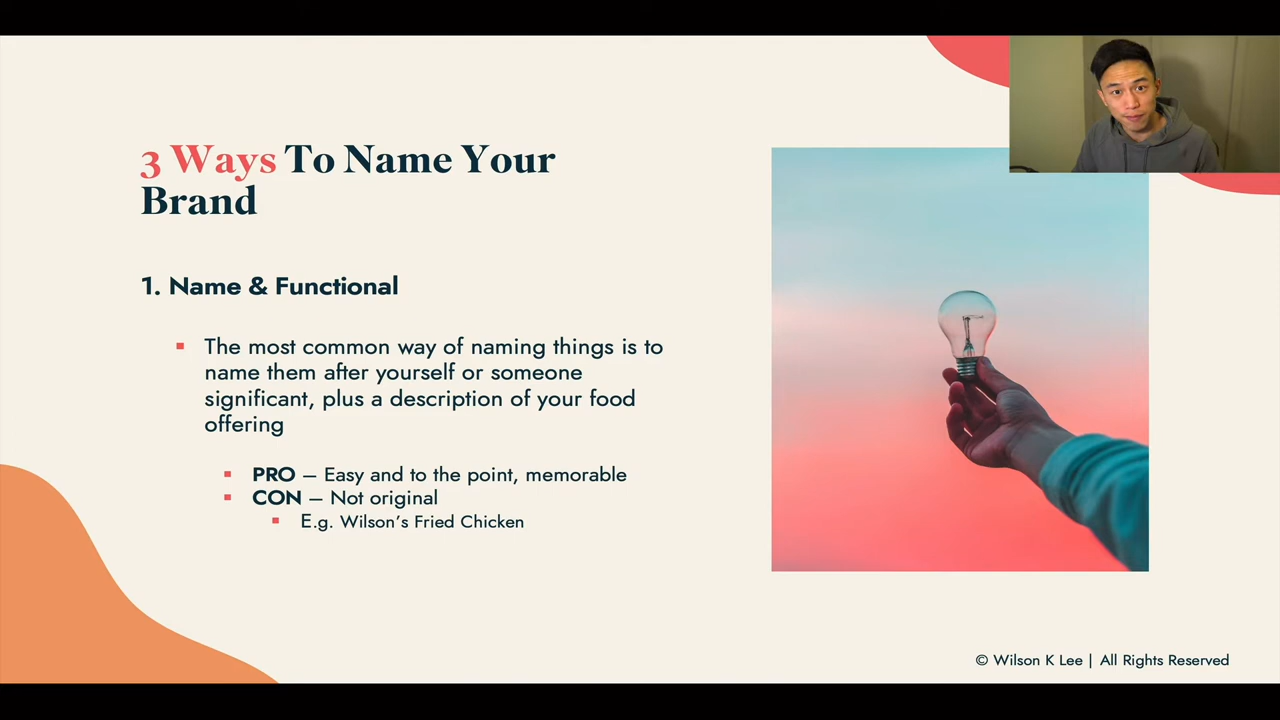 3 Ways To Name Your
Brand
1. Name & Functional
The most common way of naming things is to
name them after yourself or someone
significant, plus a description of your food
offering
PRO – Easy and to the point, memorable
CON – Not original
E.g. Wilson's Fried Chicken
© Wilson K Lee | All Rights Reserved